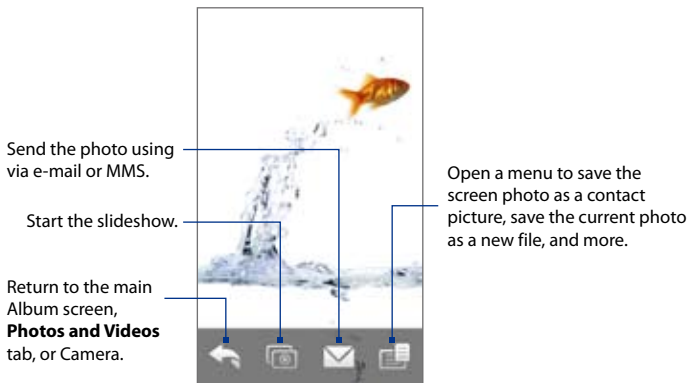 Send the photo using
via e-mail or MMS.
Start the slideshow.
Return to the main
Album screen,
Photos and Videos
tab, or Camera.
Open a menu to save the
screen photo as a contact
picture, save the current photo
as a new file, and more.